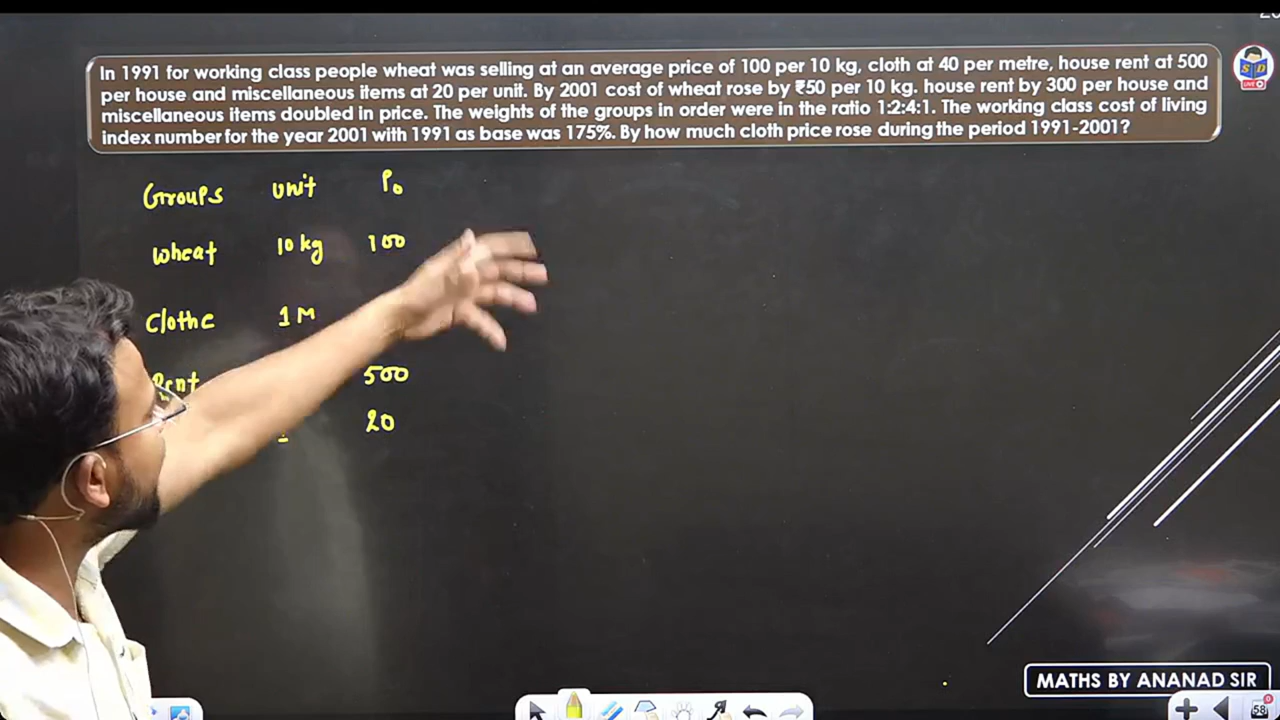 In 1991 for working class people wheat was selling at an average price of 100 per 10 kg, cloth at 40 per metre, house rent at 500
per house and miscellaneous items at 20 per unit. By 2001 cost of wheat rose by ₹50 per 10 kg. house rent by 300 per house and
miscellaneous items doubled in price. The weights of the groups in order were in the ratio 1:2:4:1. The working class cost of living
index number for the year 2001 with 1991 as base was 175%. By how much cloth price rose during the period 1991-2001?
SD
LIVE
Groups unit P₀
Wheat 10 kg 100
Clothe 1 M
Rent 500
20
MATHS BY ANANAD SIR
58